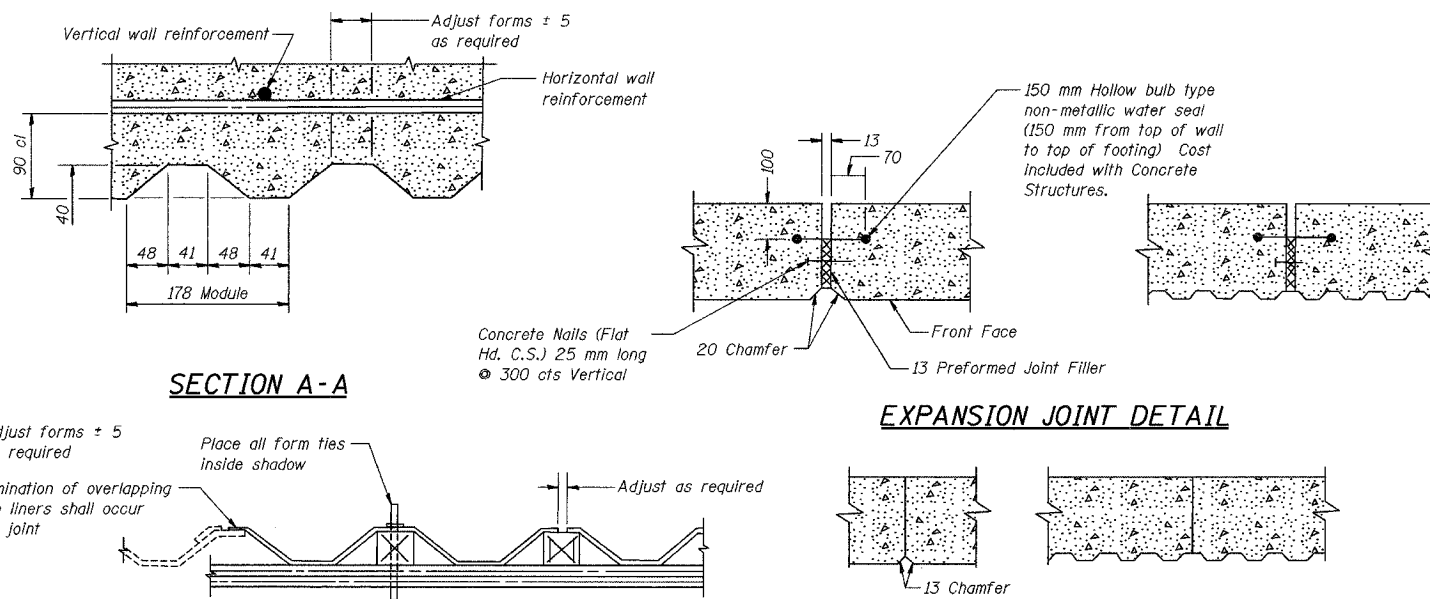 Vertical wall reinforcement
Adjust forms ± 5
as required
Horizontal wall
reinforcement
90 cl
40
48
41
48
41
178 Module
SECTION A-A
150 mm Hollow bulb type
non-metallic water seal
(150 mm from top of wall
to top of footing) Cost
included with Concrete
Structures.
13
70
100
Concrete Nails (Flat
Hd. C.S.) 25 mm long
@ 300 cts Vertical
20 Chamfer
Front Face
13 Preformed Joint Filler
EXPANSION JOINT DETAIL
forms ± 5
required
of overlapping
liners shall occur
joint
Place all form ties
inside shadow
Adjust as required
13 Chamfer